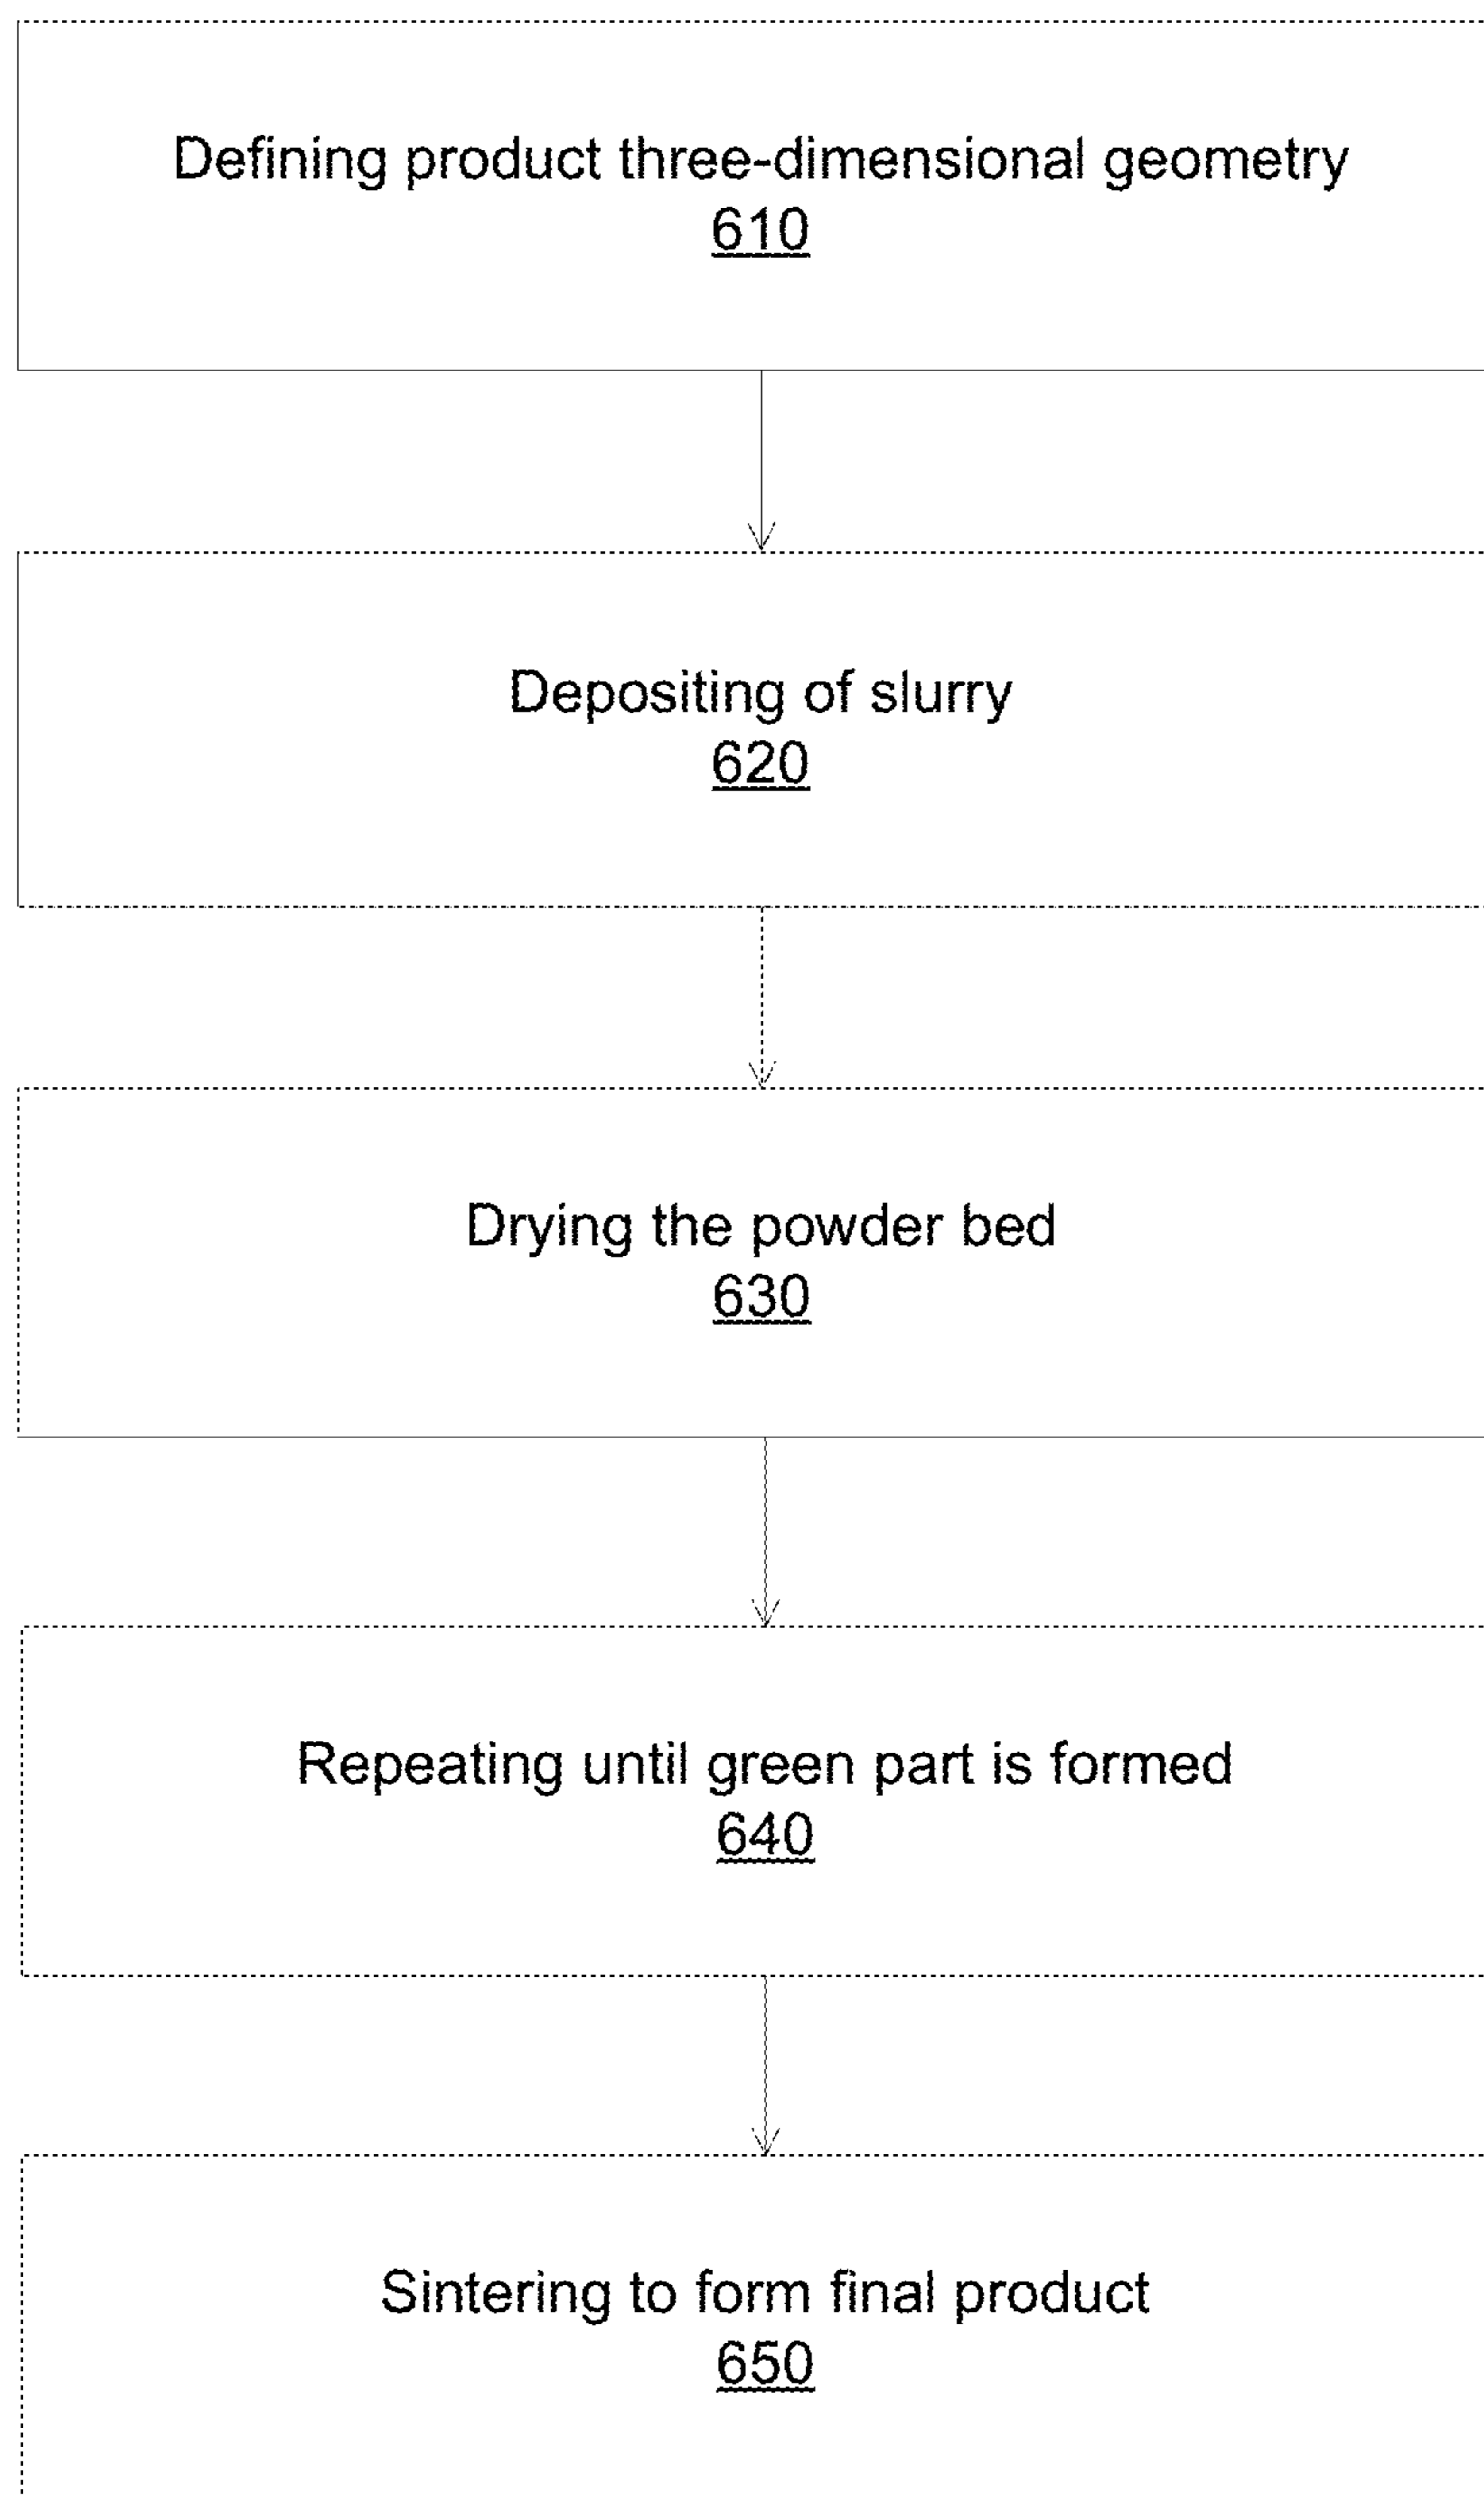 Defining product three-dimensional geometry
610
Depositing of slurry
620
Drying the powder bed
630
Repeating until green part is formed
640
Sintering to form final product
650